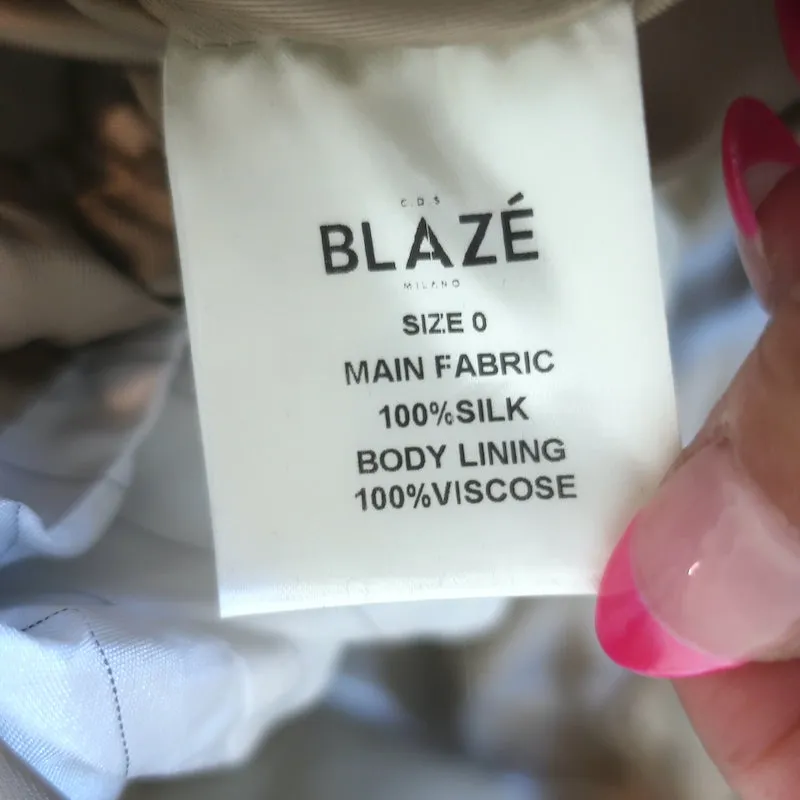 C.D.S
BLAZÉ
MILANO
SIZE 0
MAIN FABRIC
100%SILK
BODY LINING
100%VISCOSE